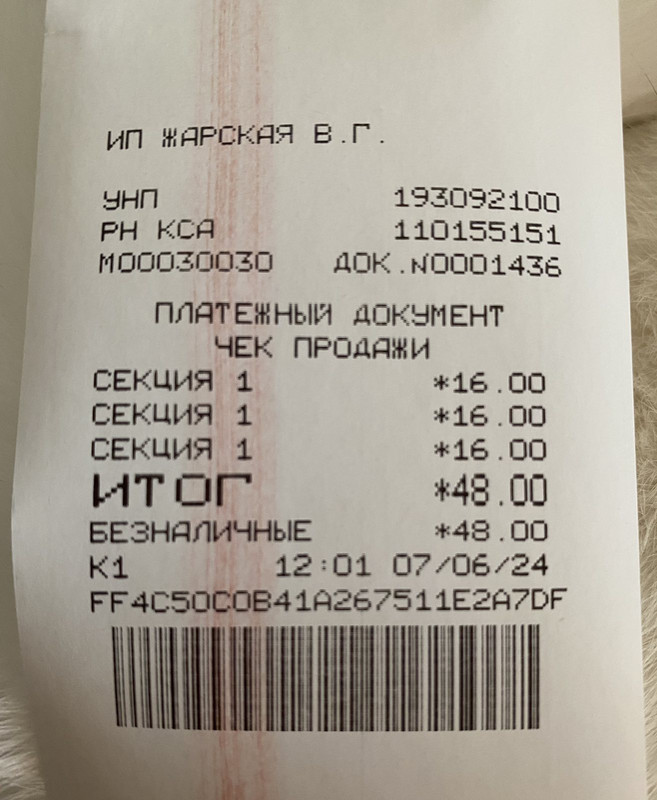 ИП ЖАРСКАЯ В.Г.
УНП 193092100
РН КСА 110155151
М00030030 ДОК.N0001436
ПЛАТЕЖНЫЙ ДОКУМЕНТ
ЧЕК ПРОДАЖИ
СЕКЦИЯ 1 *16.00
СЕКЦИЯ 1 *16.00
СЕКЦИЯ 1 *16.00
ИТОГ *48.00
БЕЗНАЛИЧНЫЕ *48.00
К1 12:01 07/06/24
FF4C50C0B41A267511E2A7DF